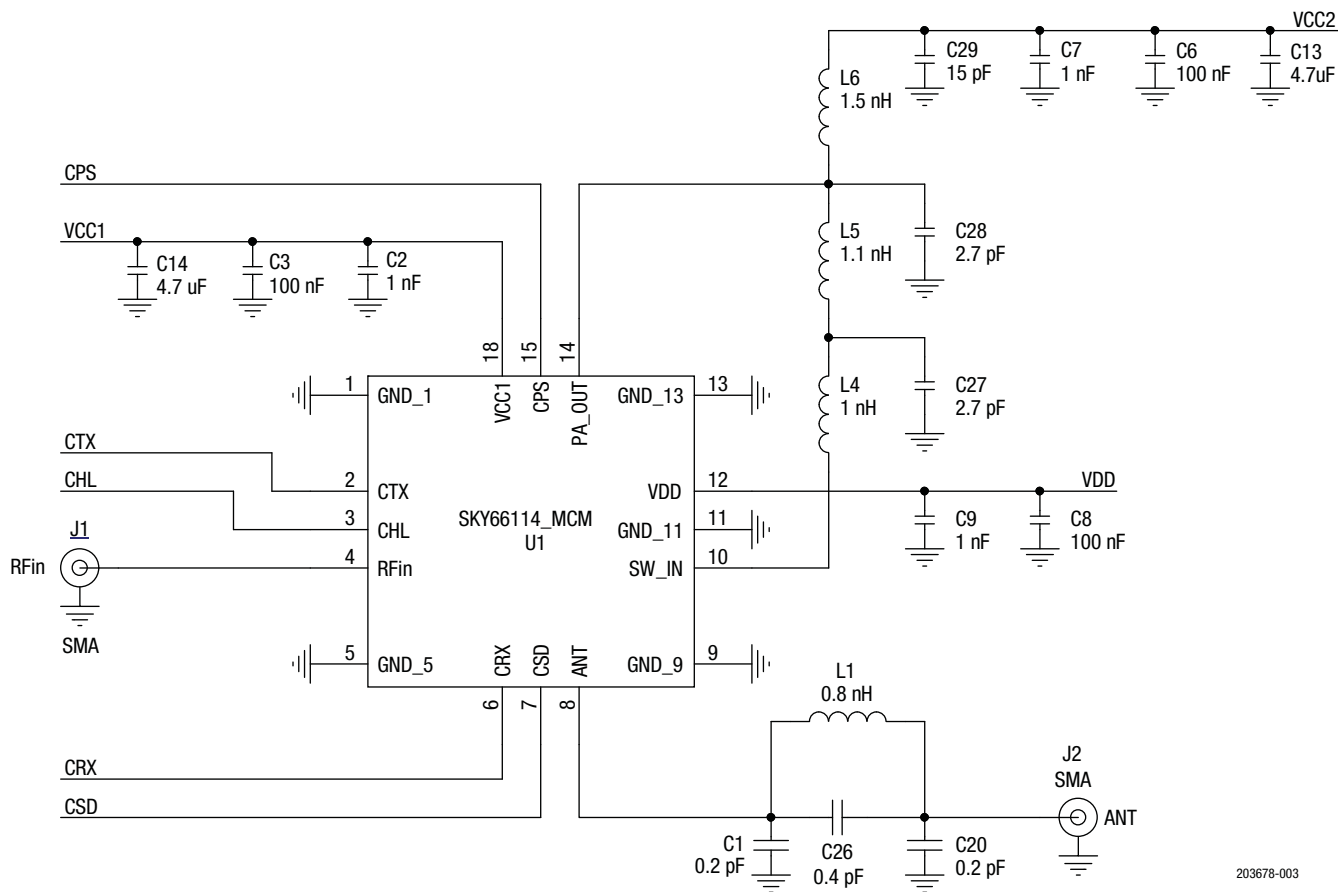 VCC2
C29
15 pF
C7
1 nF
C6
100 nF
C13
4.7uF
L6
1.5 nH
CPS
VCC1
C14
4.7 uF
C3
100 nF
C2
1 nF
L5
1.1 nH
C28
2.7 pF
18
15
14
1
GND_1
VCC1
CPS
PA_OUT
GND_13
13
L4
1 nH
C27
2.7 pF
CTX
2
CTX
VDD
12
VDD
CHL
3
CHL
SKY66114_MCM
U1
GND_11
11
C9
1 nF
C8
100 nF
J1
RFin
4
RFin
SW_IN
10
SMA
5
GND_5
CRX
CSD
ANT
GND_9
9
6
7
8
L1
0.8 nH
CRX
CSD
J2
SMA
ANT
C1
0.2 pF
C26
0.4 pF
C20
0.2 pF
203678-003